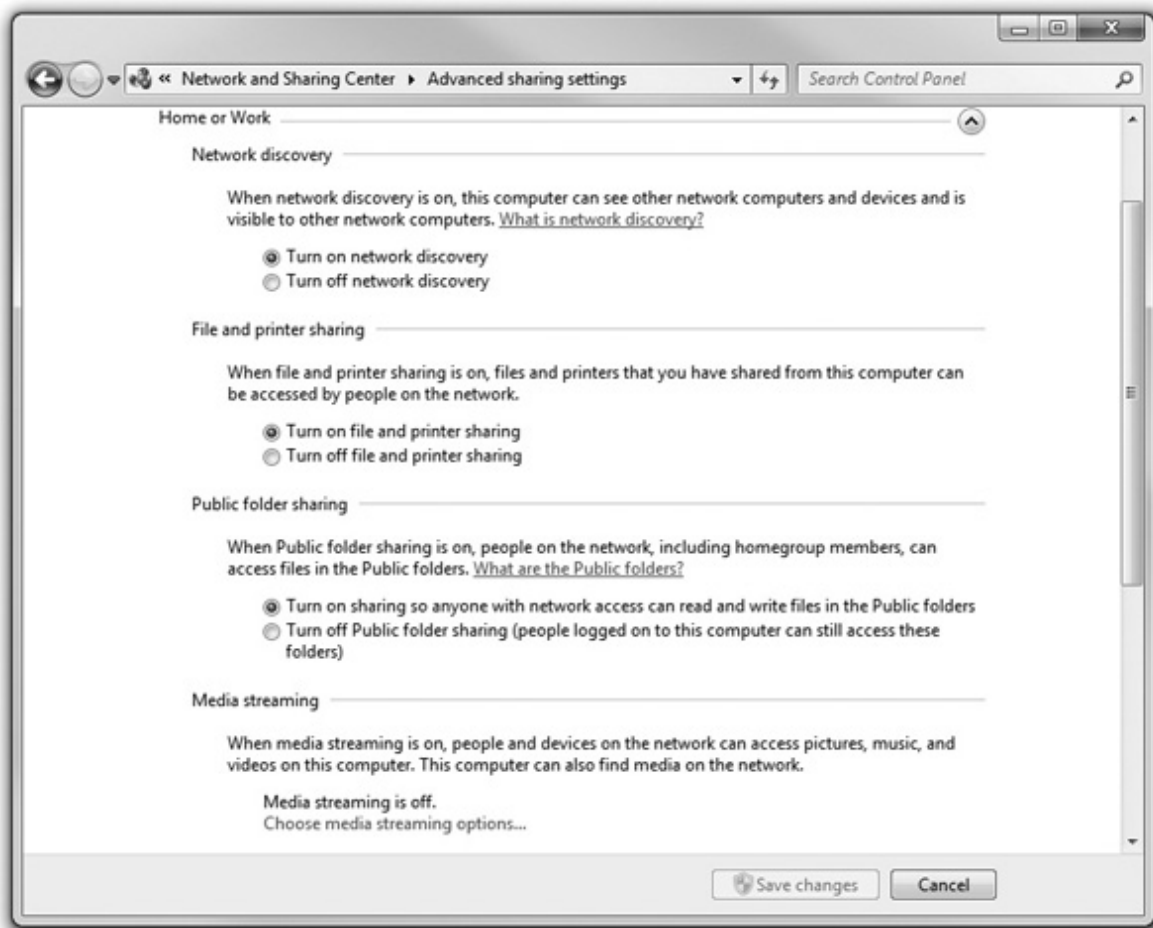 « Network and Sharing Center ▸ Advanced sharing settings
Search Control Panel
Home or Work
Network discovery
When network discovery is on, this computer can see other network computers and devices and is
visible to other network computers. What is network discovery?
Turn on network discovery
Turn off network discovery
File and printer sharing
When file and printer sharing is on, files and printers that you have shared from this computer can
be accessed by people on the network.
Turn on file and printer sharing
Turn off file and printer sharing
Public folder sharing
When Public folder sharing is on, people on the network, including homegroup members, can
access files in the Public folders. What are the Public folders?
Turn on sharing so anyone with network access can read and write files in the Public folders
Turn off Public folder sharing (people logged on to this computer can still access these
folders)
Media streaming
When media streaming is on, people and devices on the network can access pictures, music, and
videos on this computer. This computer can also find media on the network.
Media streaming is off.
Choose media streaming options...
Save changes
Cancel